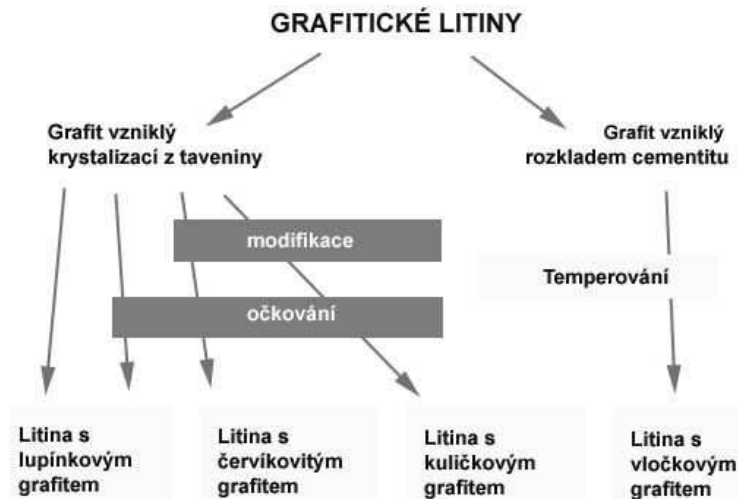 GRAFITICKÉ LITINY
Grafit vzniklý
krystalizací z taveniny
Grafit vzniklý
rozkladem cementitu
modifikace
Temperování
očkování
Litina s
lupínkovým
grafitem
Litina s
červíkovitým
grafitem
Litina s
kuličkovým
grafitem
Litina s
vločkovým
grafitem